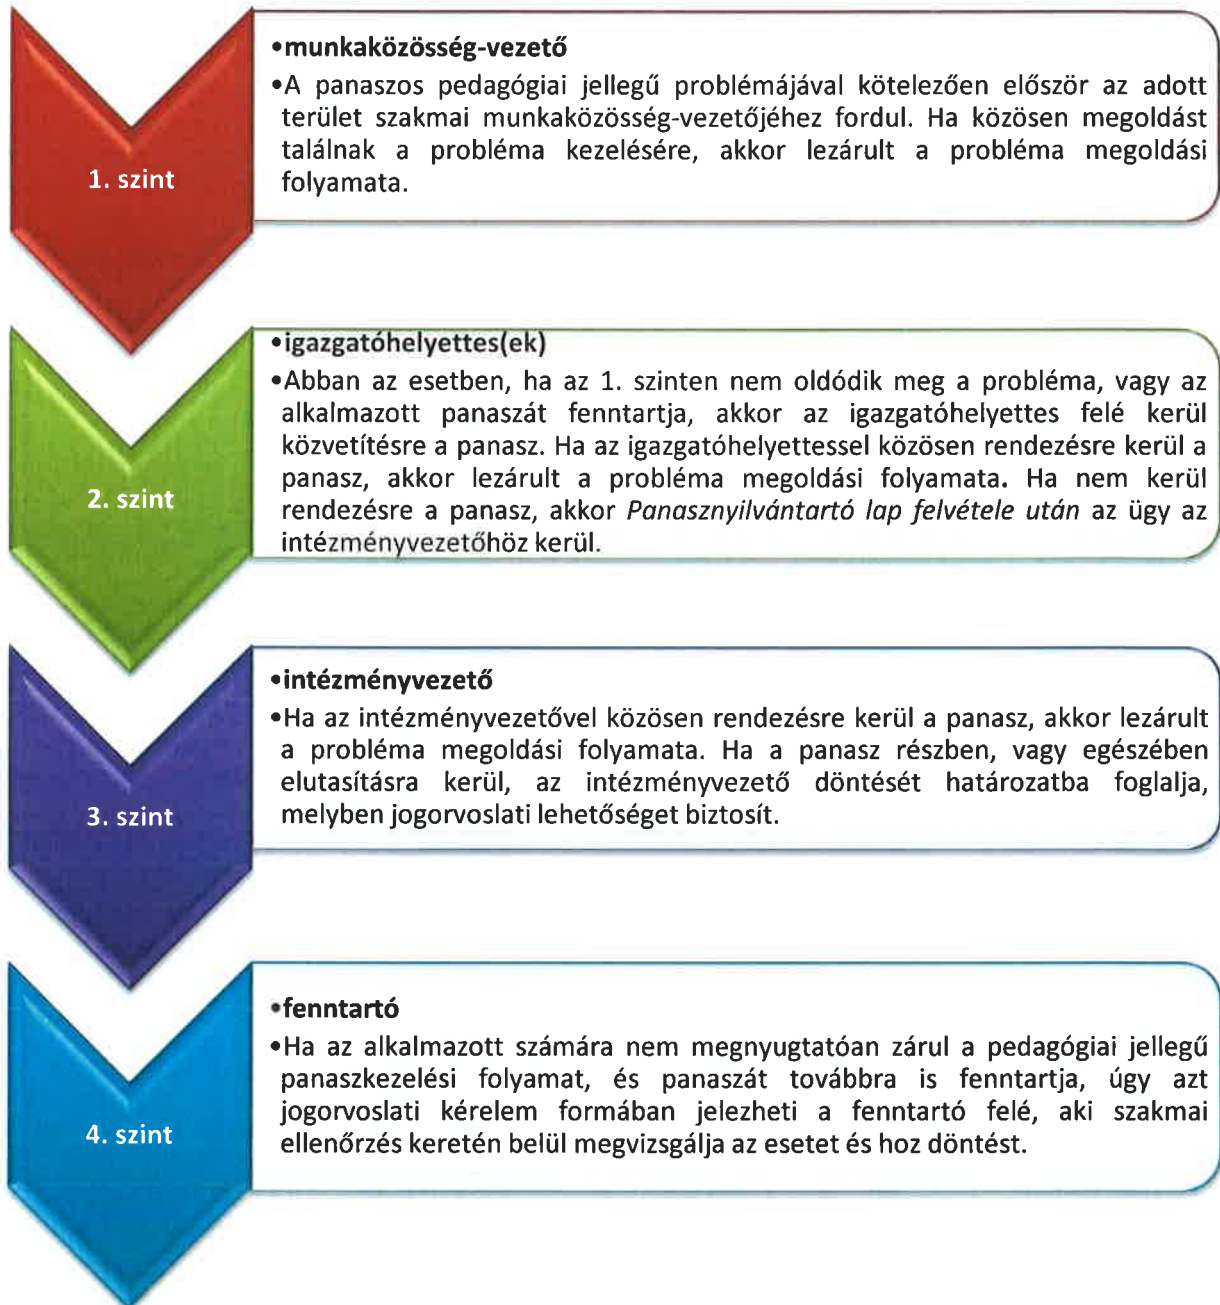 1. szint
•munkaközösség-vezető
•A panaszos pedagógiai jellegű problémájával kötelezően először az adott
terület szakmai munkaközösség-vezetőjéhez fordul. Ha közösen megoldást
találnak a probléma kezelésére, akkor lezárult a probléma megoldási
folyamata.
2. szint
•igazgatóhelyettes(ek)
•Abban az esetben, ha az 1. szinten nem oldódik meg a probléma, vagy az
alkalmazott panaszát fenntartja, akkor az igazgatóhelyettes felé kerül
közvetítésre a panasz. Ha az igazgatóhelyettessel közösen rendezésre kerül a
panasz, akkor lezárult a probléma megoldási folyamata. Ha nem kerül
rendezésre a panasz, akkor Panasznyilvántartó lap felvétele után az ügy az
intézményvezetőhöz kerül.
3. szint
•intézményvezető
•Ha az intézményvezetővel közösen rendezésre kerül a panasz, akkor lezárult
a probléma megoldási folyamata. Ha a panasz részben, vagy egészében
elutasításra kerül, az intézményvezető döntését határozatba foglalja,
melyben jogorvoslati lehetőséget biztosít.
4. szint
•fenntartó
•Ha az alkalmazott számára nem megnyugtatóan zárul a pedagógiai jellegű
panaszkezelési folyamat, és panaszát továbbra is fenntartja, úgy azt
jogorvoslati kérelem formában jelezheti a fenntartó felé, aki szakmai
ellenőrzés keretén belül megvizsgálja az esetet és hoz döntést.